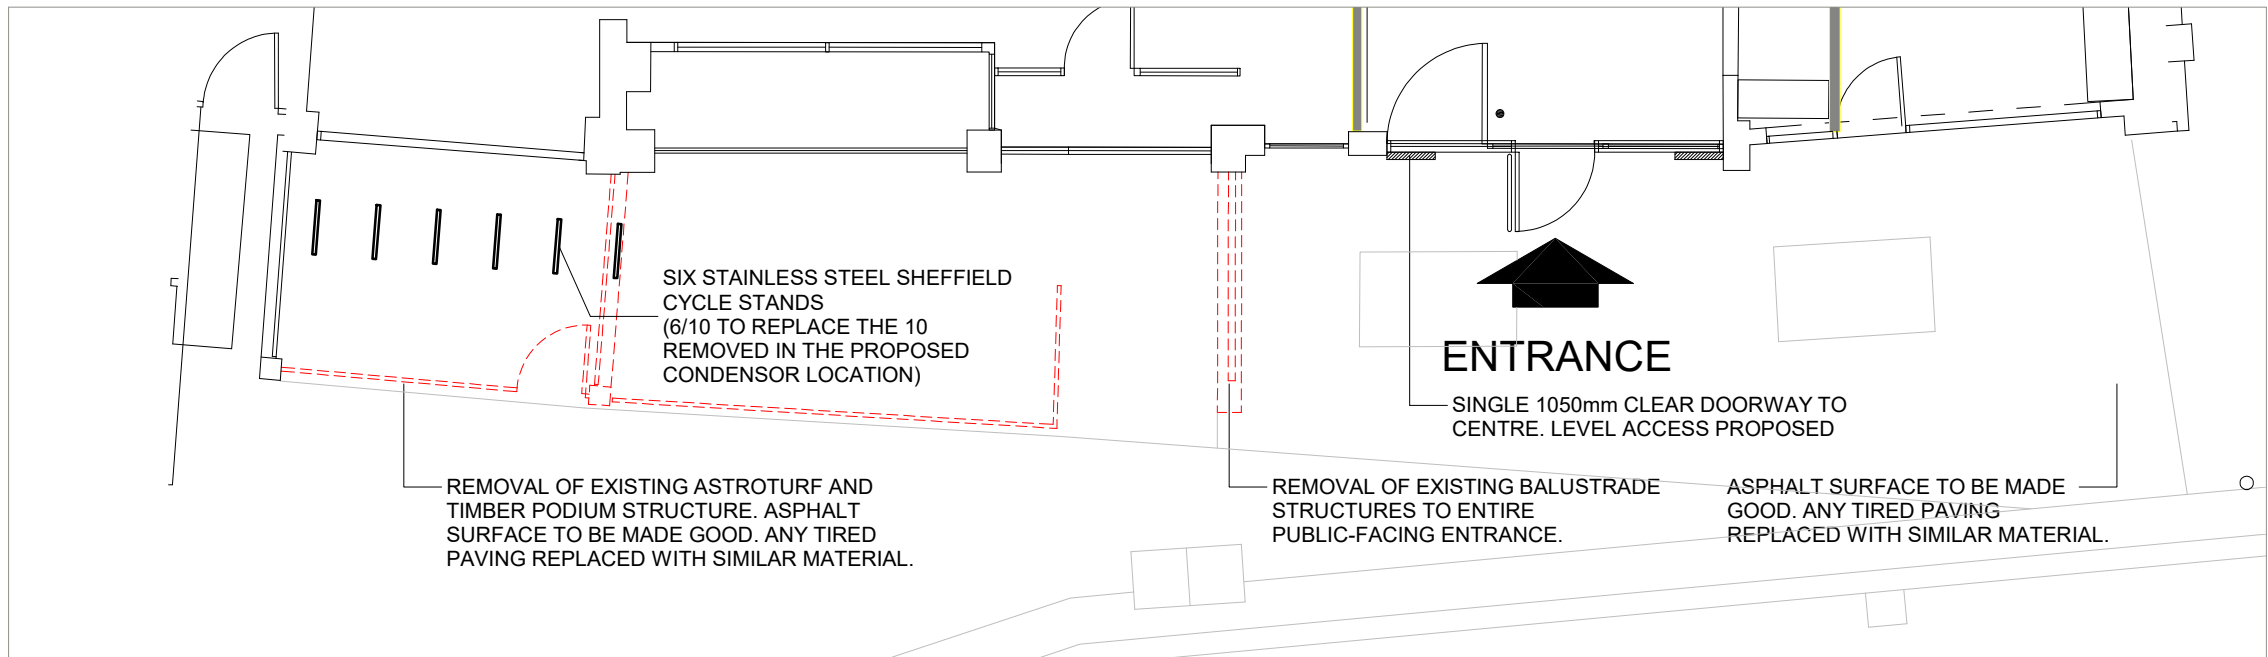 SIX STAINLESS STEEL SHEFFIELD
CYCLE STANDS
(6/10 TO REPLACE THE 10
REMOVED IN THE PROPOSED
CONDENSOR LOCATION)
ENTRANCE
SINGLE 1050mm CLEAR DOORWAY TO
CENTRE. LEVEL ACCESS PROPOSED
REMOVAL OF EXISTING ASTROTURF AND
TIMBER PODIUM STRUCTURE. ASPHALT
SURFACE TO BE MADE GOOD. ANY TIRED
PAVING REPLACED WITH SIMILAR MATERIAL.
REMOVAL OF EXISTING BALUSTRADE
STRUCTURES TO ENTIRE
PUBLIC-FACING ENTRANCE.
ASPHALT SURFACE TO BE MADE
GOOD. ANY TIRED PAVING
REPLACED WITH SIMILAR MATERIAL.